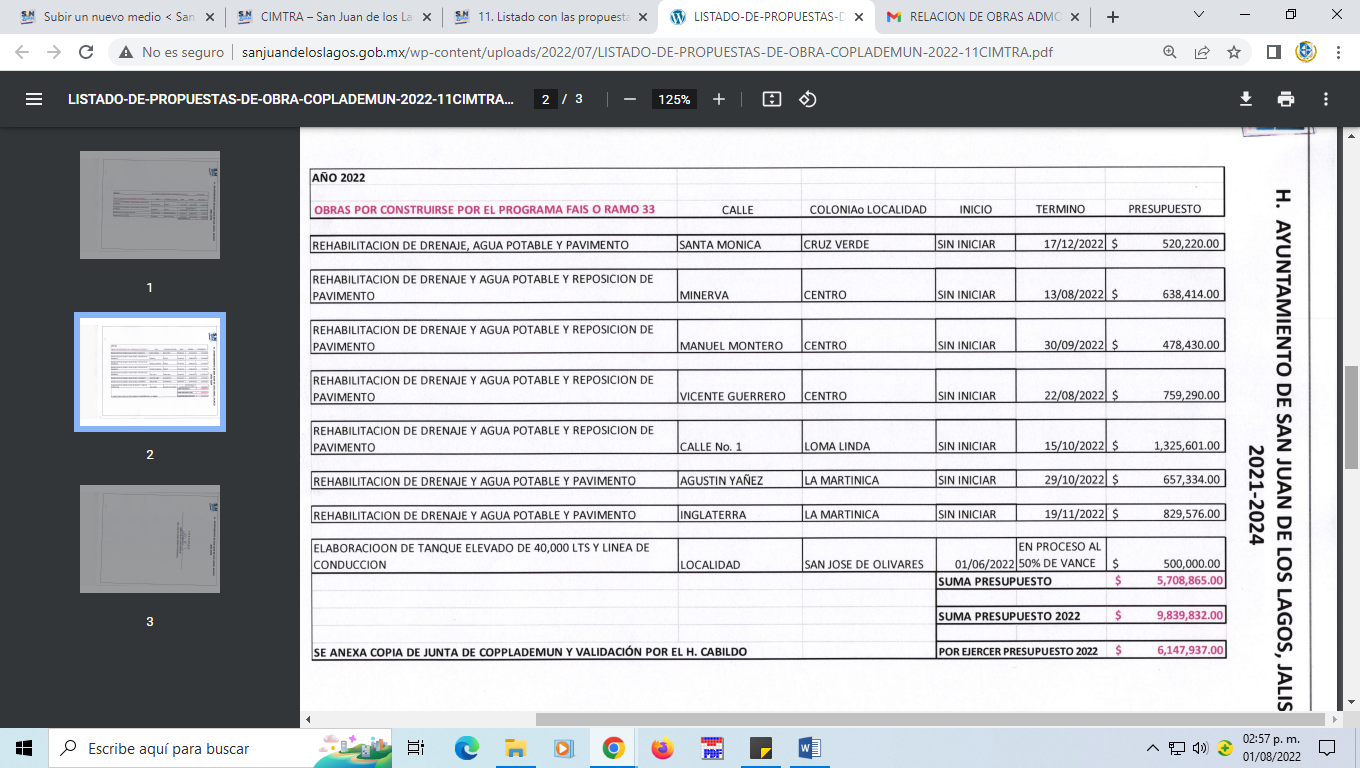 Subir un nuevo medio < San
CIMTRA – San Juan de los La
11. Listado con las propuesta
LISTADO-DE-PROPUESTAS-D
RELACION DE OBRAS ADMO
No es seguro | sanjuandeloslagos.gob.mx/wp-content/uploads/2022/07/LISTADO-DE-PROPUESTAS-DE-OBRA-COPLADEMUN-2022-11CIMTRA.pdf
LISTADO-DE-PROPUESTAS-DE-OBRA-COPLADEMUN-2022-11CIMTRA... 2 / 3 125%
1
2
3
AÑO 2022
OBRAS POR CONSTRUIRSE POR EL PROGRAMA FAIS O RAMO 33 CALLE COLONIAo LOCALIDAD INICIO TERMINO PRESUPUESTO
REHABILITACION DE DRENAJE, AGUA POTABLE Y PAVIMENTO SANTA MONICA CRUZ VERDE SIN INICIAR 17/12/2022 $ 520,220.00
REHABILITACION DE DRENAJE Y AGUA POTABLE Y REPOSICION DE
PAVIMENTO MINERVA CENTRO SIN INICIAR 13/08/2022 $ 638,414.00
REHABILITACION DE DRENAJE Y AGUA POTABLE Y REPOSICION DE
PAVIMENTO MANUEL MONTERO CENTRO SIN INICIAR 30/09/2022 $ 478,430.00
REHABILITACION DE DRENAJE Y AGUA POTABLE Y REPOSICION DE
PAVIMENTO VICENTE GUERRERO CENTRO SIN INICIAR 22/08/2022 $ 759,290.00
REHABILITACION DE DRENAJE Y AGUA POTABLE Y REPOSICION DE
PAVIMENTO CALLE No. 1 LOMA LINDA SIN INICIAR 15/10/2022 $ 1,325,601.00
REHABILITACION DE DRENAJE Y AGUA POTABLE Y PAVIMENTO AGUSTIN YAÑEZ LA MARTINICA SIN INICIAR 29/10/2022 $ 657,334.00
REHABILITACION DE DRENAJE Y AGUA POTABLE Y PAVIMENTO INGLATERRA LA MARTINICA SIN INICIAR 19/11/2022 $ 829,576.00
ELABORACIOON DE TANQUE ELEVADO DE 40,000 LTS Y LINEA DE EN PROCESO AL
CONDUCCION LOCALIDAD SAN JOSE DE OLIVARES 01/06/2022 50% DE VANCE $ 500,000.00
SUMA PRESUPUESTO $ 5,708,865.00
SUMA PRESUPUESTO 2022 $ 9,839,832.00
SE ANEXA COPIA DE JUNTA DE COPPLADEMUN Y VALIDACIÓN POR EL H. CABILDO POR EJERCER PRESUPUESTO 2022 $ 6,147,937.00
H. AYUNTAMIENTO DE SAN JUAN DE LOS LAGOS, JALIS
2021-2024
Escribe aquí para buscar
02:57 p. m.
01/08/2022